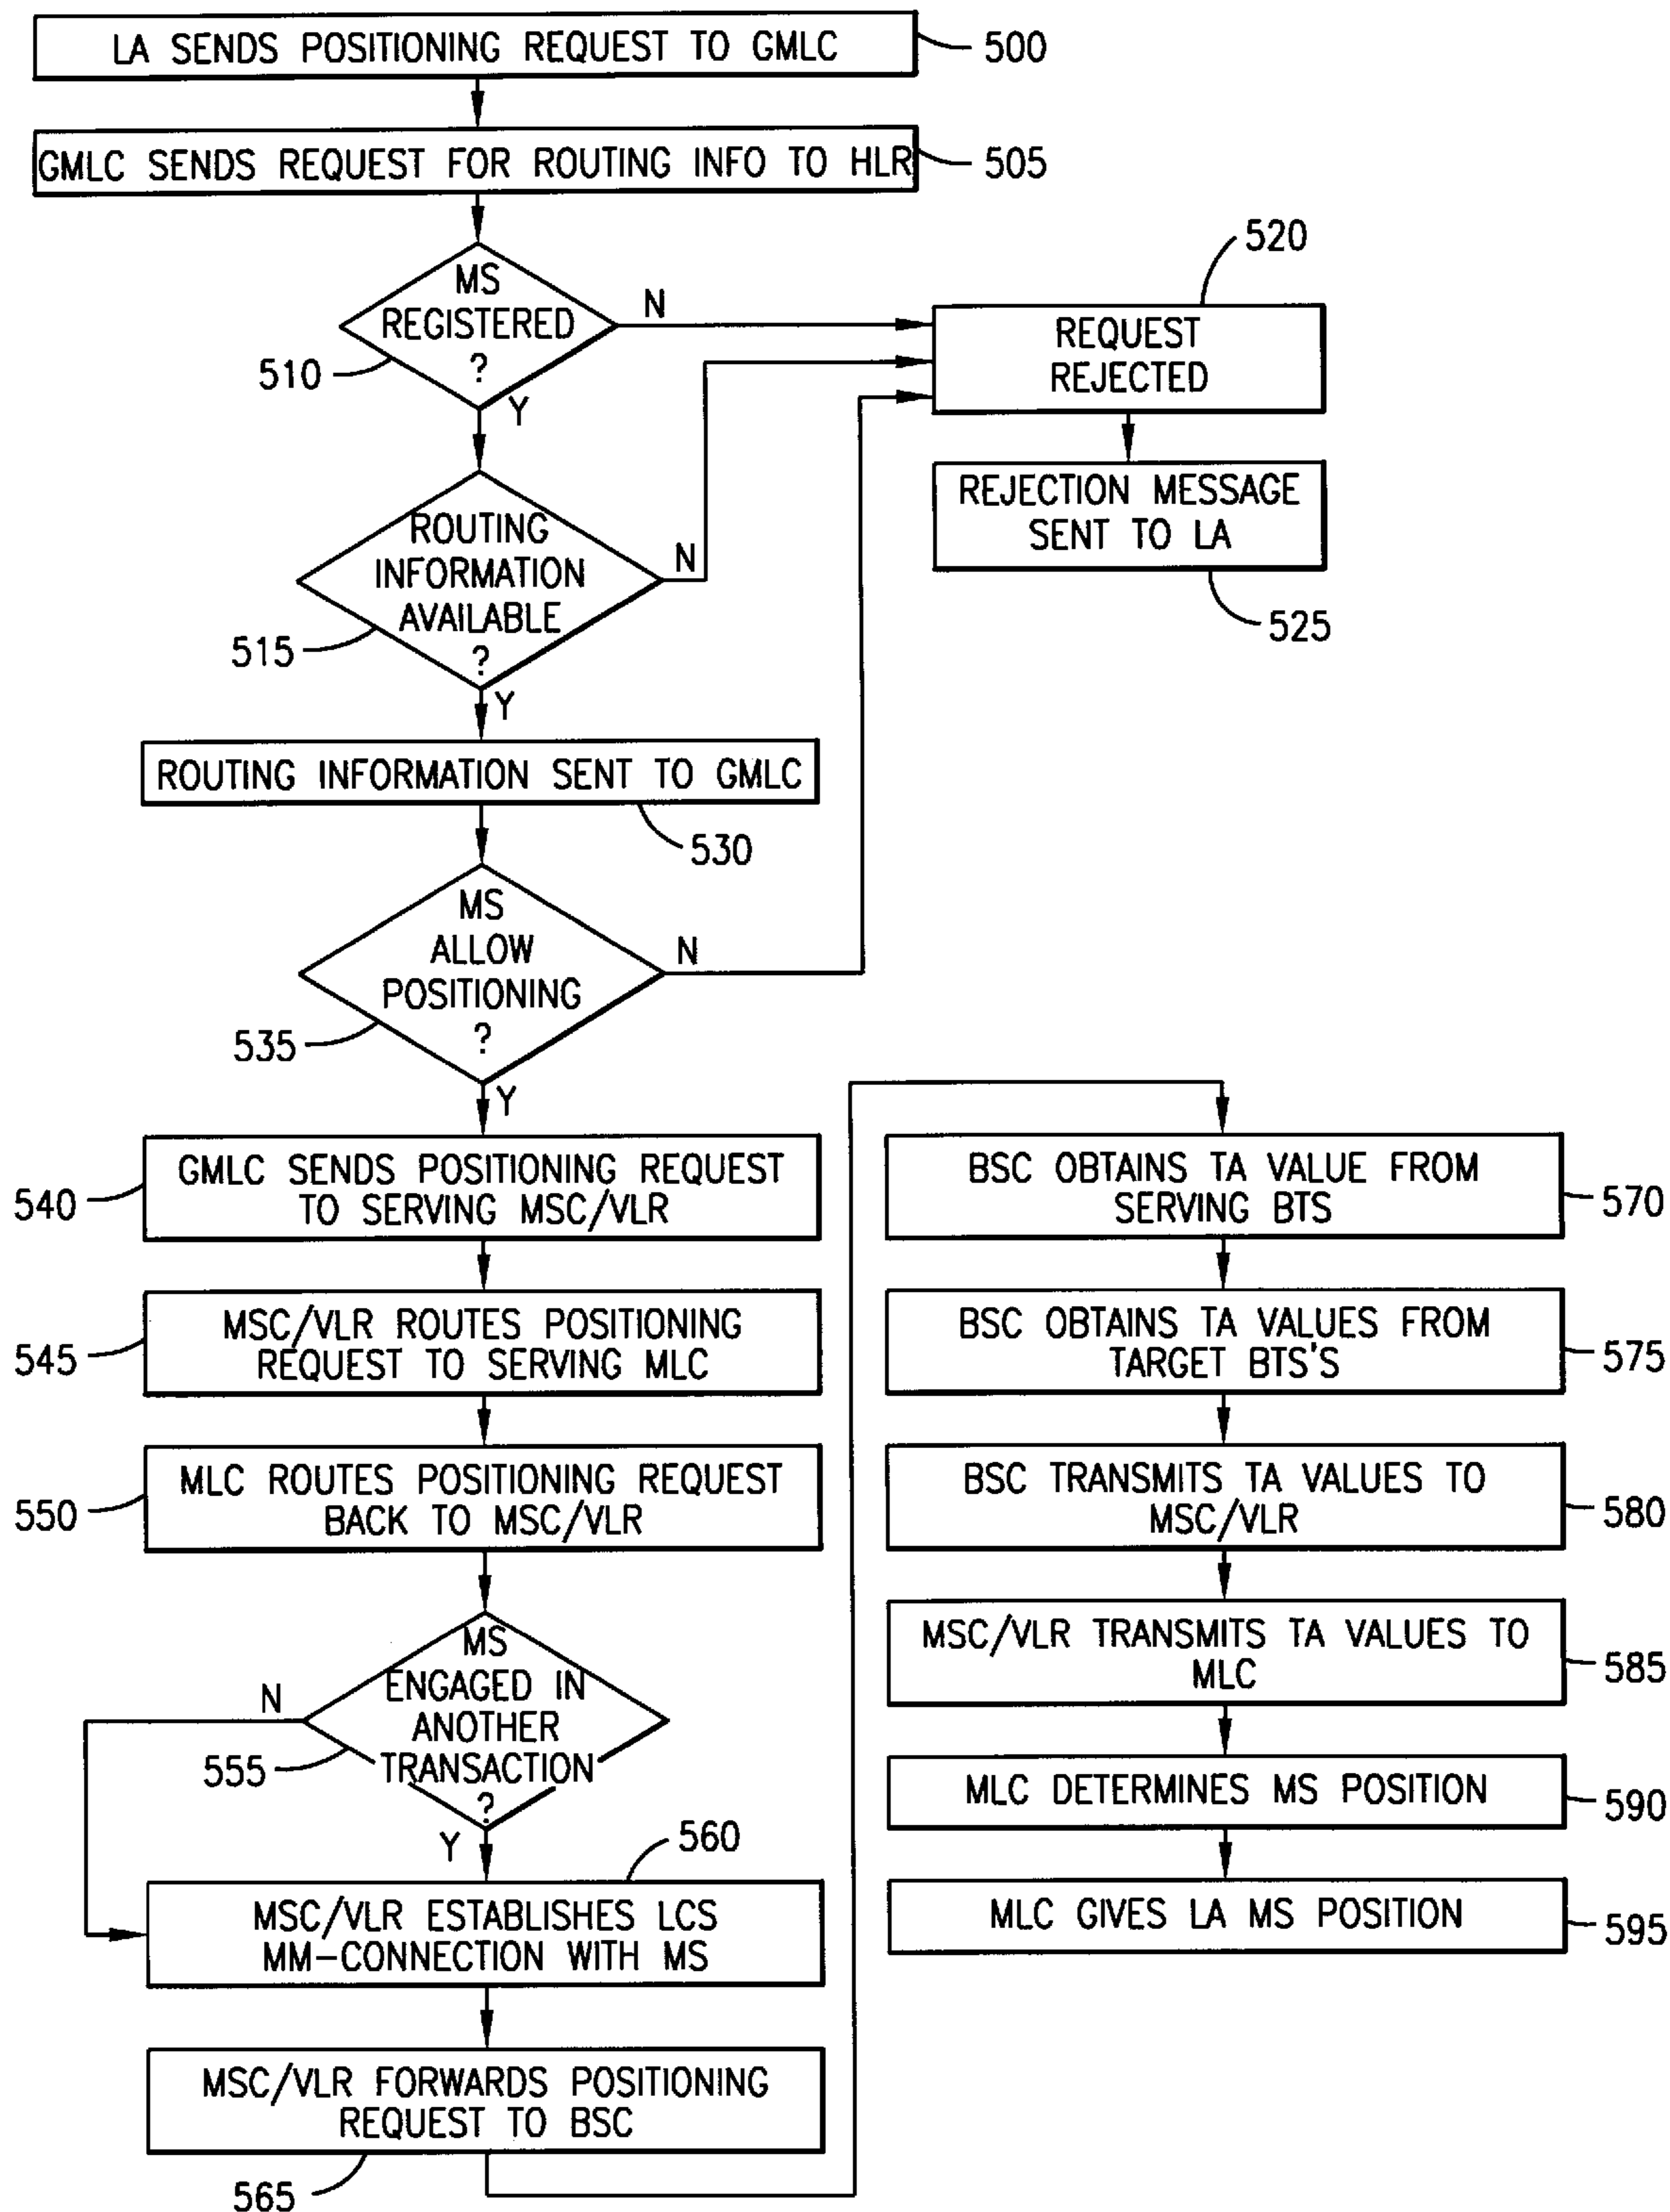 LA SENDS POSITIONING REQUEST TO GMLC
500
GMLC SENDS REQUEST FOR ROUTING INFO TO HLR
505
MS
REGISTERED
?
510
N
Y
520
REQUEST
REJECTED
REJECTION MESSAGE
SENT TO LA
525
ROUTING
INFORMATION
AVAILABLE
?
515
N
Y
ROUTING INFORMATION SENT TO GMLC
530
MS
ALLOW
POSITIONING
?
535
N
Y
GMLC SENDS POSITIONING REQUEST
TO SERVING MSC/VLR
540
MSC/VLR ROUTES POSITIONING
REQUEST TO SERVING MLC
545
MLC ROUTES POSITIONING REQUEST
BACK TO MSC/VLR
550
MS
ENGAGED IN
ANOTHER
TRANSACTION
?
555
N
Y
560
MSC/VLR ESTABLISHES LCS
MM-CONNECTION WITH MS
MSC/VLR FORWARDS POSITIONING
REQUEST TO BSC
565
BSC OBTAINS TA VALUE FROM
SERVING BTS
570
BSC OBTAINS TA VALUES FROM
TARGET BTS'S
575
BSC TRANSMITS TA VALUES TO
MSC/VLR
580
MSC/VLR TRANSMITS TA VALUES TO
MLC
585
MLC DETERMINES MS POSITION
590
MLC GIVES LA MS POSITION
595